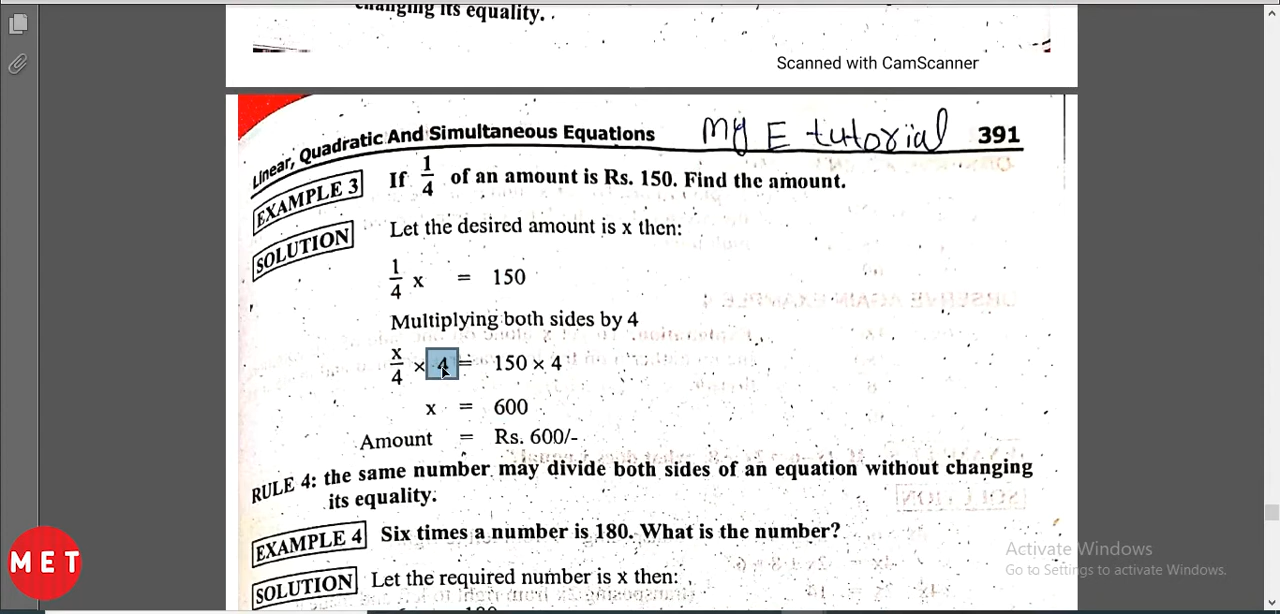 changing its equality.
Scanned with CamScanner
Linear, Quadratic And Simultaneous Equations My E tutorial 391
EXAMPLE 3 If 1/4 of an amount is Rs. 150. Find the amount.
SOLUTION Let the desired amount is x then:
1/4 x = 150
Multiplying both sides by 4
x/4 × 4 = 150 × 4
x = 600
Amount = Rs. 600/-
RULE 4: the same number may divide both sides of an equation without changing
its equality.
EXAMPLE 4 Six times a number is 180. What is the number?
SOLUTION Let the required number is x then:
MET
Activate Windows
Go to Settings to activate Windows.